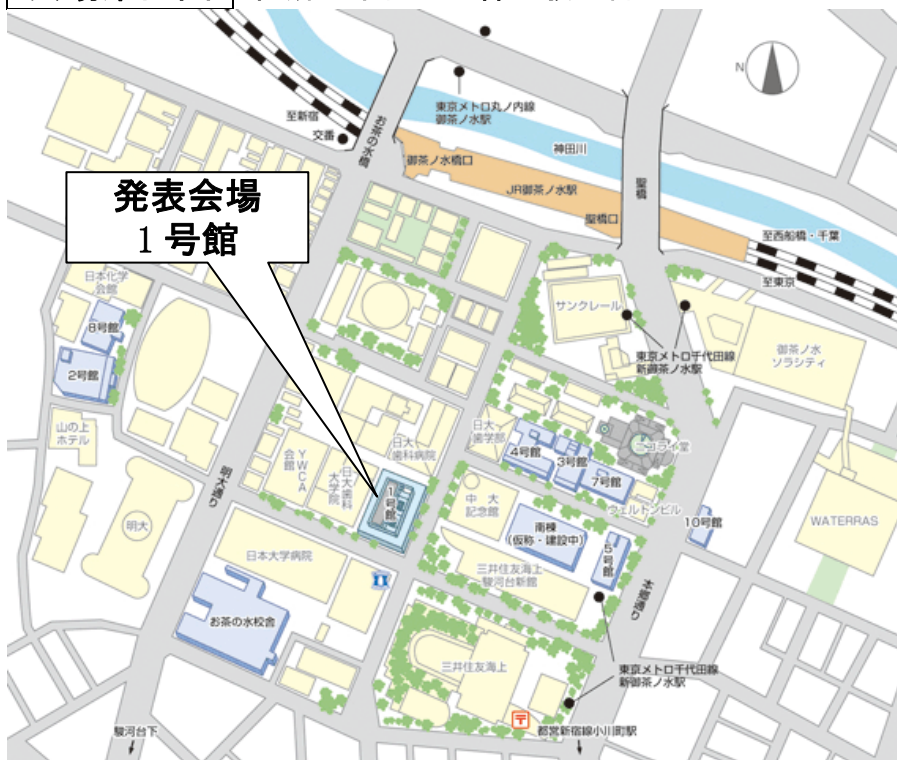 N
東京メトロ丸ノ内線
御茶ノ水駅
至新宿
交番
お茶の水橋
神田川
御茶ノ水橋口
JR御茶ノ水駅
聖橋
聖橋口
至西船橋・千葉
至東京
発表会場
1号館
日本化学
会館
8号館
2号館
サンクレール
東京メトロ千代田線
新御茶ノ水駅
御茶ノ水
ソラシティ
山の上
ホテル
明大通り
明大
YWCA
会館
日大歯科
大学院
日大
歯科病院
1号館
日大
歯学部
4号館
3号館
7号館
ニコライ堂
ウェルトンビル
中大
記念館
南棟
(仮称・建設中)
5号館
10号館
WATERRAS
日本大学病院
三井住友海上
駿河台新館
本郷通り
お茶の水校舎
三井住友海上
東京メトロ千代田線
新御茶ノ水駅
〒
駿河台下
都営新宿線小川町駅